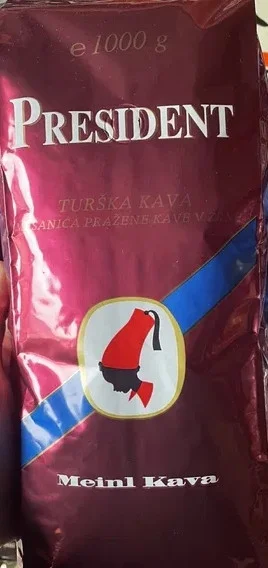 e 1000 g
PRESIDENT
TURŠKA KAVA
PRAŽENE KAVE V
Meinl Kava